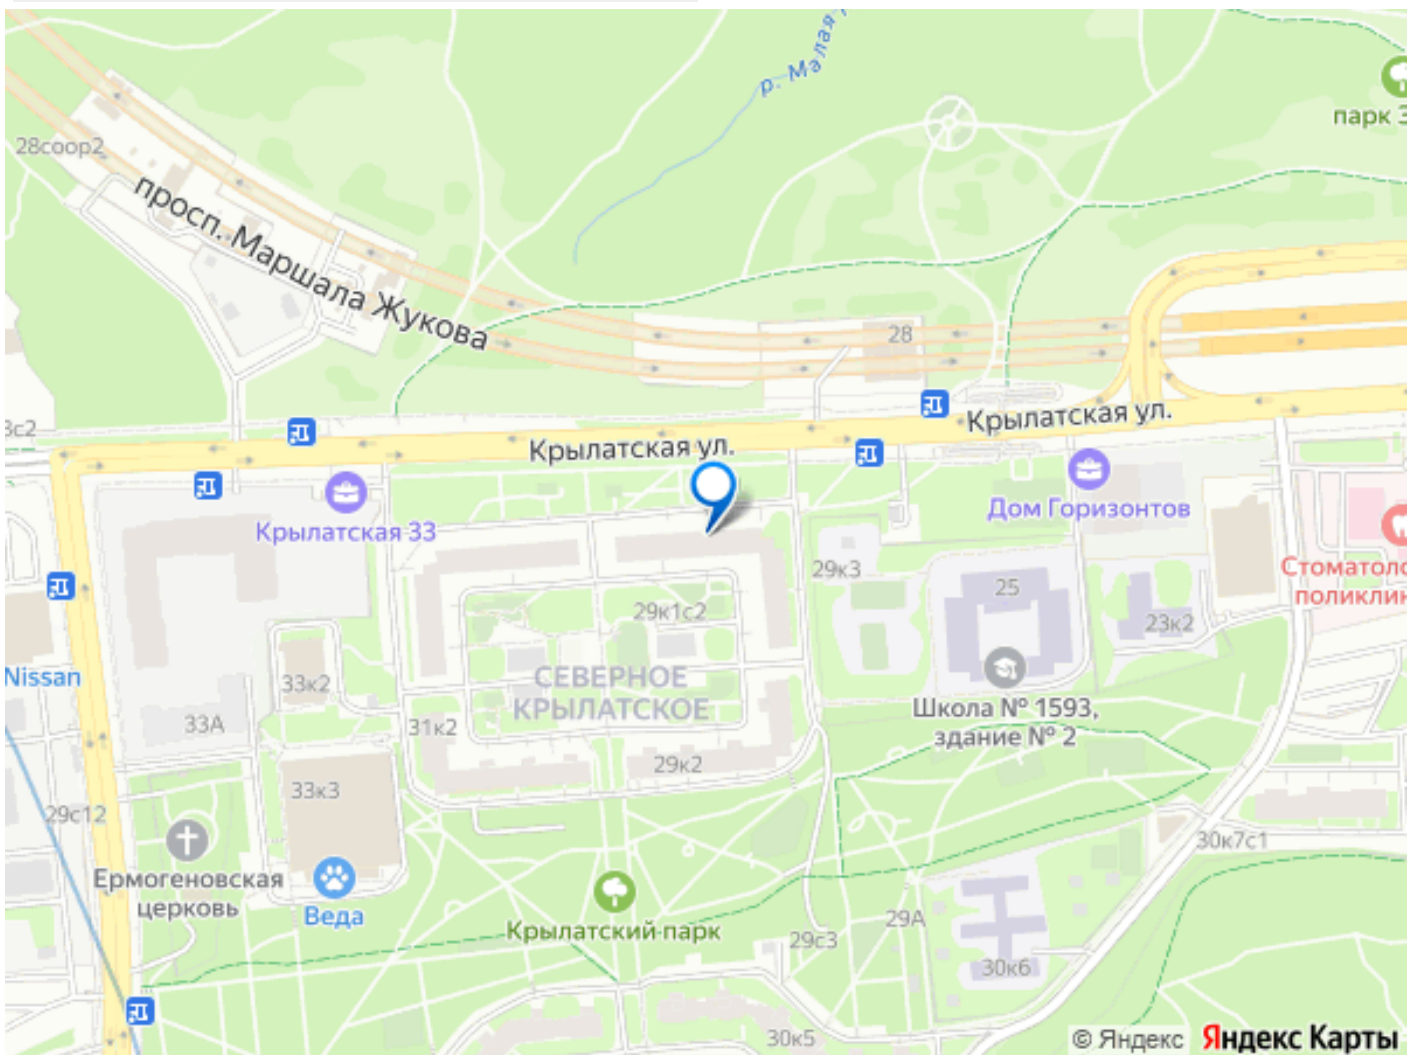 р. Малая
парк З
28соор2
просп. Маршала Жукова
28
Крылатская ул.
3с2
Крылатская ул.
Дом Горизонтов
Крылатская 33
29к3
Стоматоло
поликлин
25
29к1с2
23к2
СЕВЕРНОЕ
КРЫЛАТСКОЕ
Nissan
33к2
Школа № 1593,
здание № 2
33А
31к2
29к2
33к3
29с12
30к7с1
Ермогеновская
церковь
Веда
Крылатский парк
29А
29с3
30к6
30к5
© Яндекс Яндекс Карты